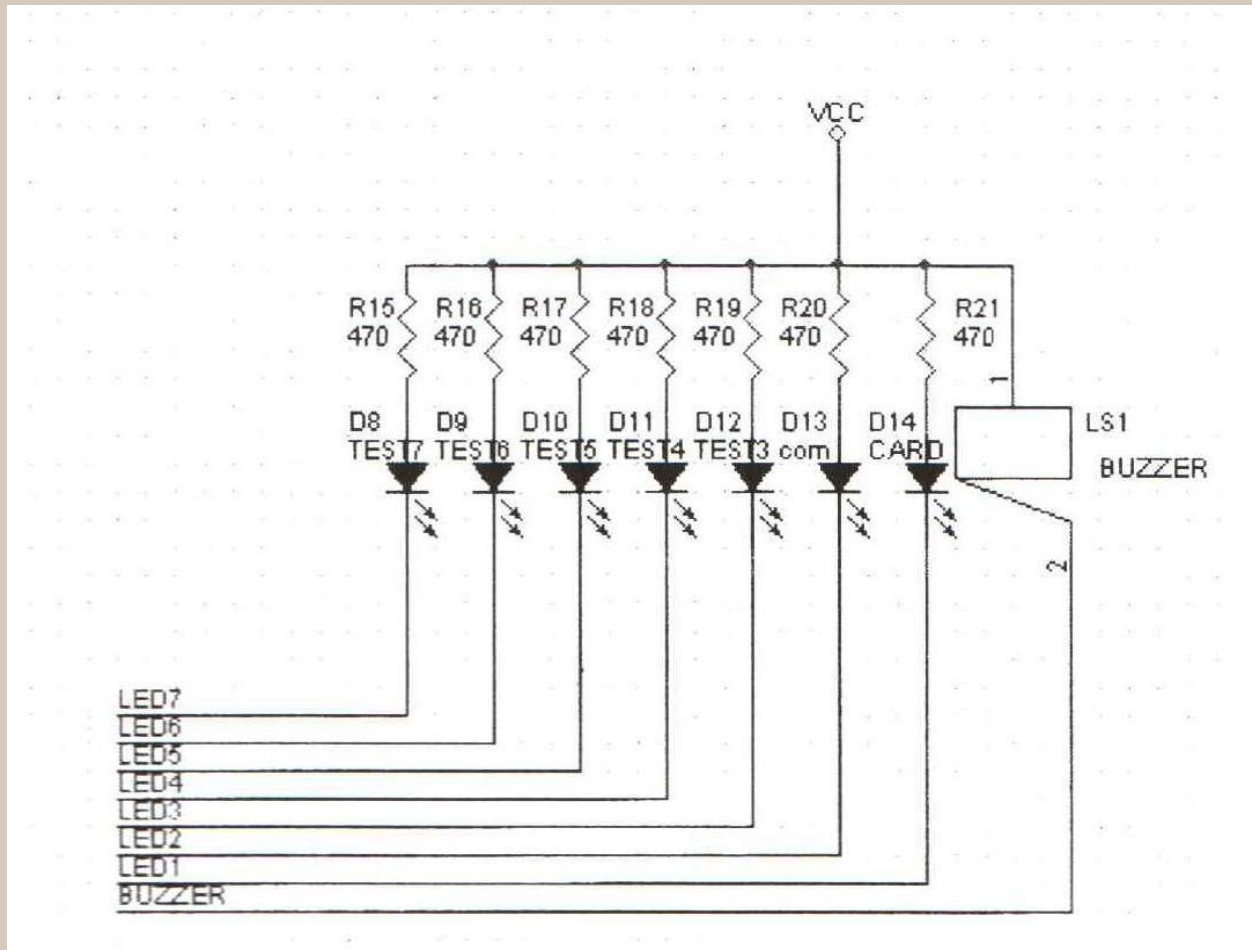 VCC
R15 R16 R17 R18 R19 R20 R21
470 470 470 470 470 470 470
1
D8 D9 D10 D11 D12 D13 D14 LS1
TEST7 TEST6 TEST5 TEST4 TEST3 com CARD
BUZZER
2
LED7
LED6
LED5
LED4
LED3
LED2
LED1
BUZZER